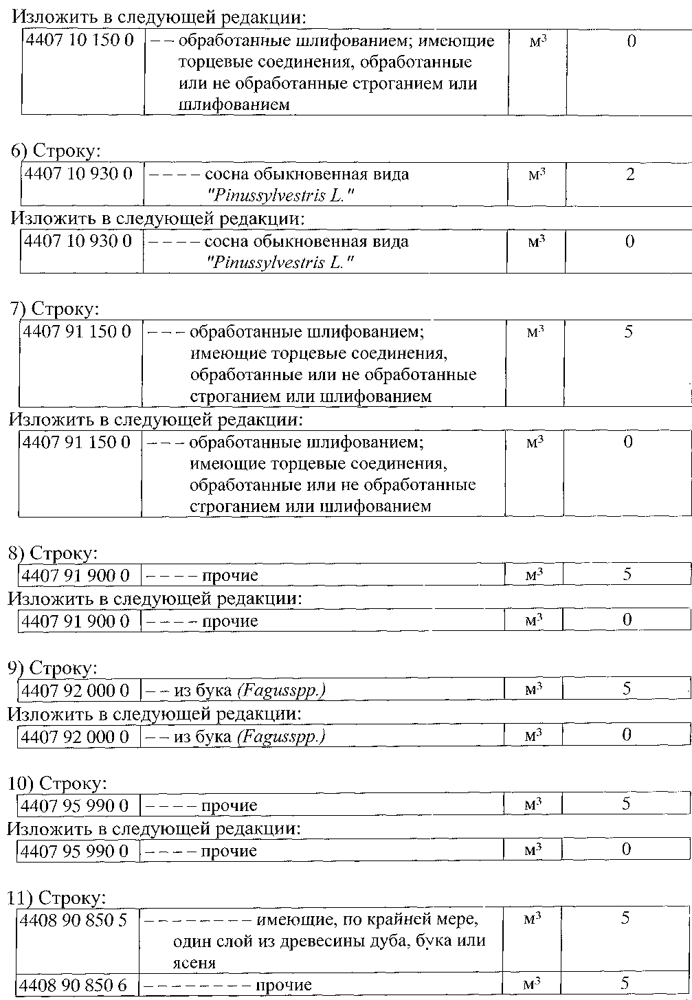 Изложить в следующей редакции:
4407 10 150 0 – – обработанные шлифованием; имеющие м³ 0
торцевые соединения, обработанные
или не обработанные строганием или
шлифованием
6) Строку:
4407 10 930 0 – – – – сосна обыкновенная вида м³ 2
"Pinussylvestris L."
Изложить в следующей редакции:
4407 10 930 0 – – – – сосна обыкновенная вида м³ 0
"Pinussylvestris L."
7) Строку:
4407 91 150 0 – – – обработанные шлифованием; м³ 5
имеющие торцевые соединения,
обработанные или не обработанные
строганием или шлифованием
Изложить в следующей редакции:
4407 91 150 0 – – – обработанные шлифованием; м³ 0
имеющие торцевые соединения,
обработанные или не обработанные
строганием или шлифованием
8) Строку:
4407 91 900 0 – – – – прочие м³ 5
Изложить в следующей редакции:
4407 91 900 0 – – – – прочие м³ 0
9) Строку:
4407 92 000 0 – – из бука (Fagusspp.) м³ 5
Изложить в следующей редакции:
4407 92 000 0 – – из бука (Fagusspp.) м³ 0
10) Строку:
4407 95 990 0 – – – – прочие м³ 5
Изложить в следующей редакции:
4407 95 990 0 – – – – прочие м³ 0
11) Строку:
4408 90 850 5 – – – – – – – – имеющие, по крайней мере, м³ 5
один слой из древесины дуба, бука или
ясеня
4408 90 850 6 – – – – – – – – прочие м³ 5